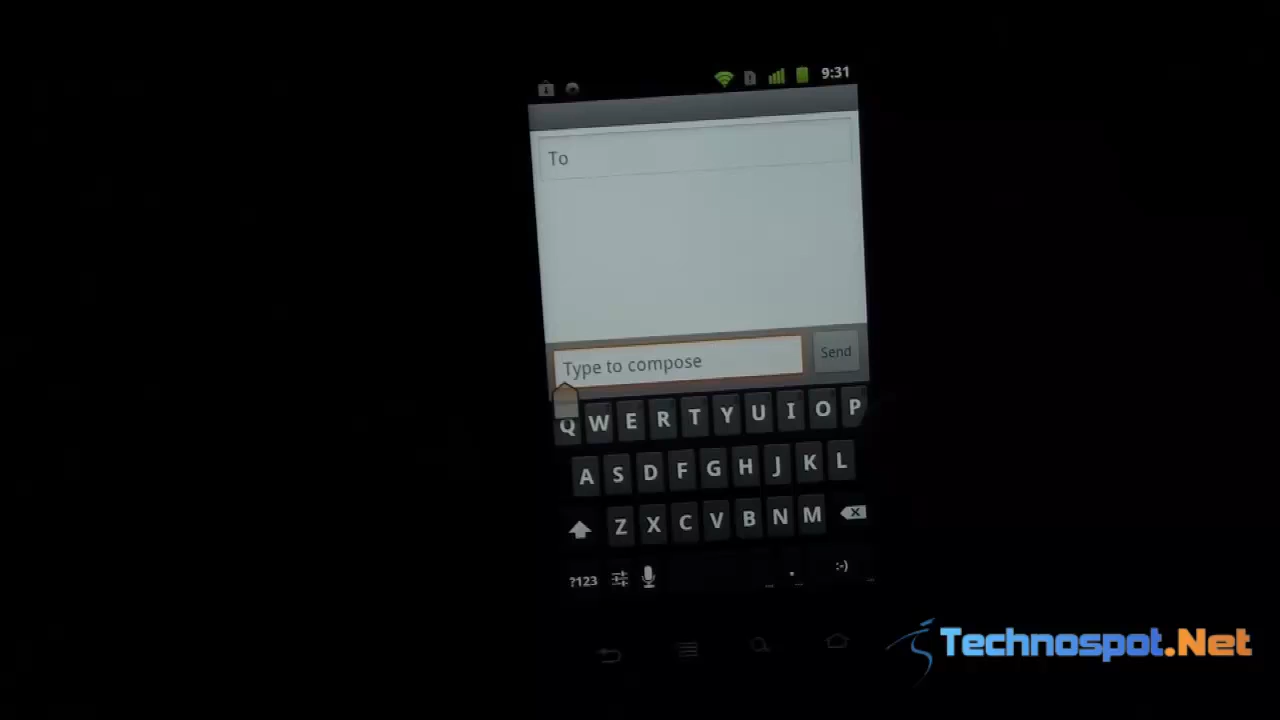 9:31
To
Type to compose
Send
Q W E R T Y U I O P
A S D F G H J K L
Z X C V B N M
?123 . :-)
Technospot.Net